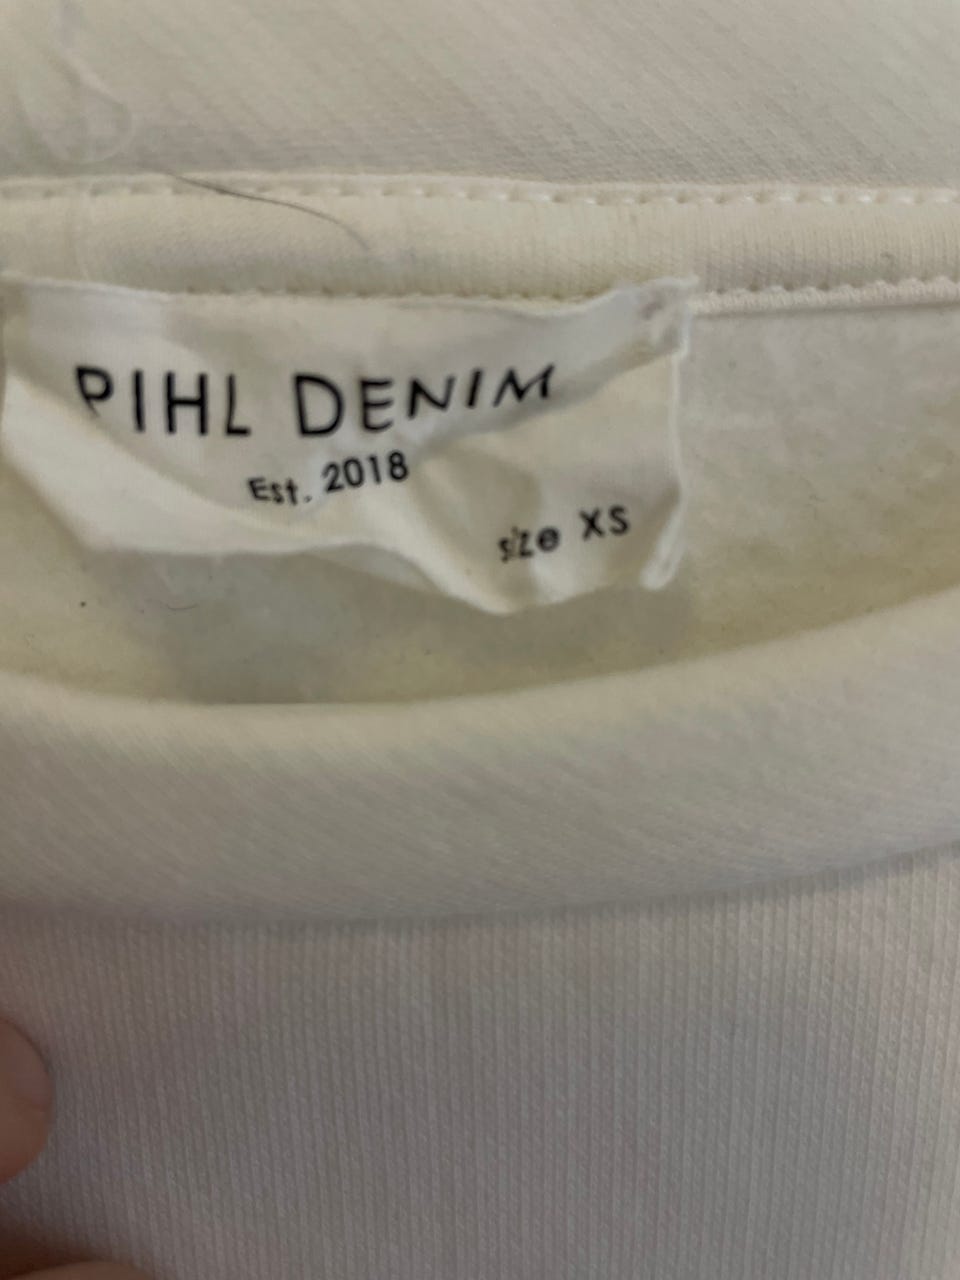 PIHL DENIM
Est. 2018
size XS